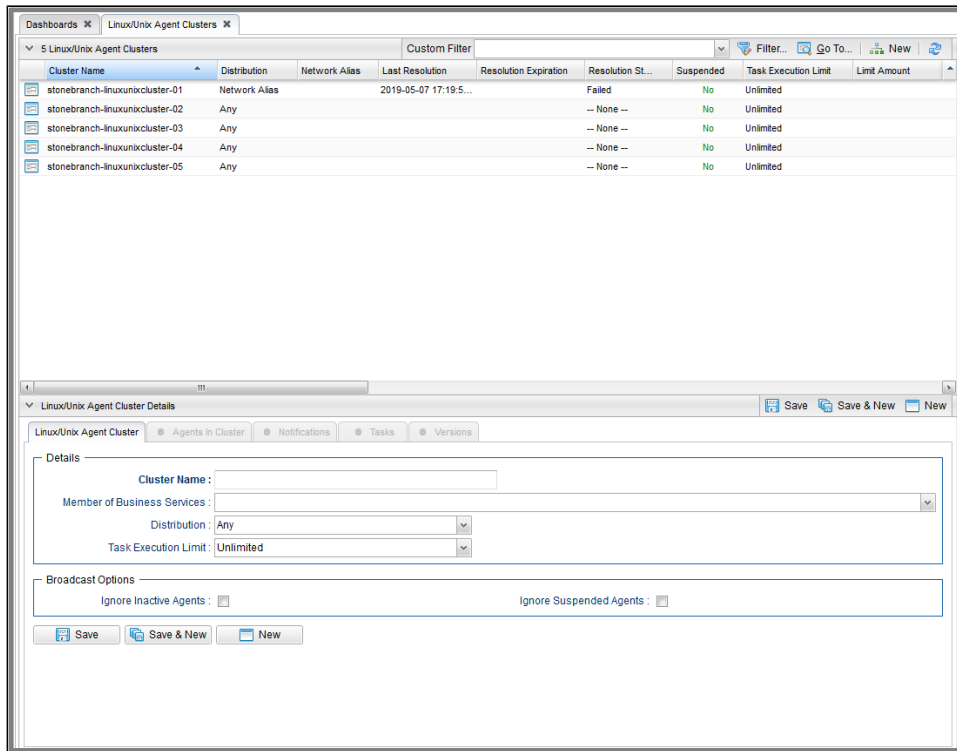 Dashboards
Linux/Unix Agent Clusters
5 Linux/Unix Agent Clusters Custom Filter Filter... Go To... New
Cluster Name Distribution Network Alias Last Resolution Resolution Expiration Resolution St... Suspended Task Execution Limit Limit Amount
stonebranch-linuxunixcluster-01 Network Alias 2019-05-07 17:19:5... Failed No Unlimited
stonebranch-linuxunixcluster-02 Any -- None -- No Unlimited
stonebranch-linuxunixcluster-03 Any -- None -- No Unlimited
stonebranch-linuxunixcluster-04 Any -- None -- No Unlimited
stonebranch-linuxunixcluster-05 Any -- None -- No Unlimited
Linux/Unix Agent Cluster Details Save Save & New New
Linux/Unix Agent Cluster Agents In Cluster Notifications Tasks Versions
Details
Cluster Name :
Member of Business Services :
Distribution : Any
Task Execution Limit : Unlimited
Broadcast Options
Ignore Inactive Agents : Ignore Suspended Agents :
Save Save & New New